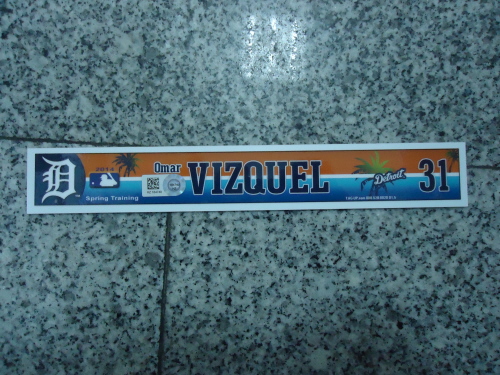 D
Spring Training
Omar VIZQUEL
Detroit
31